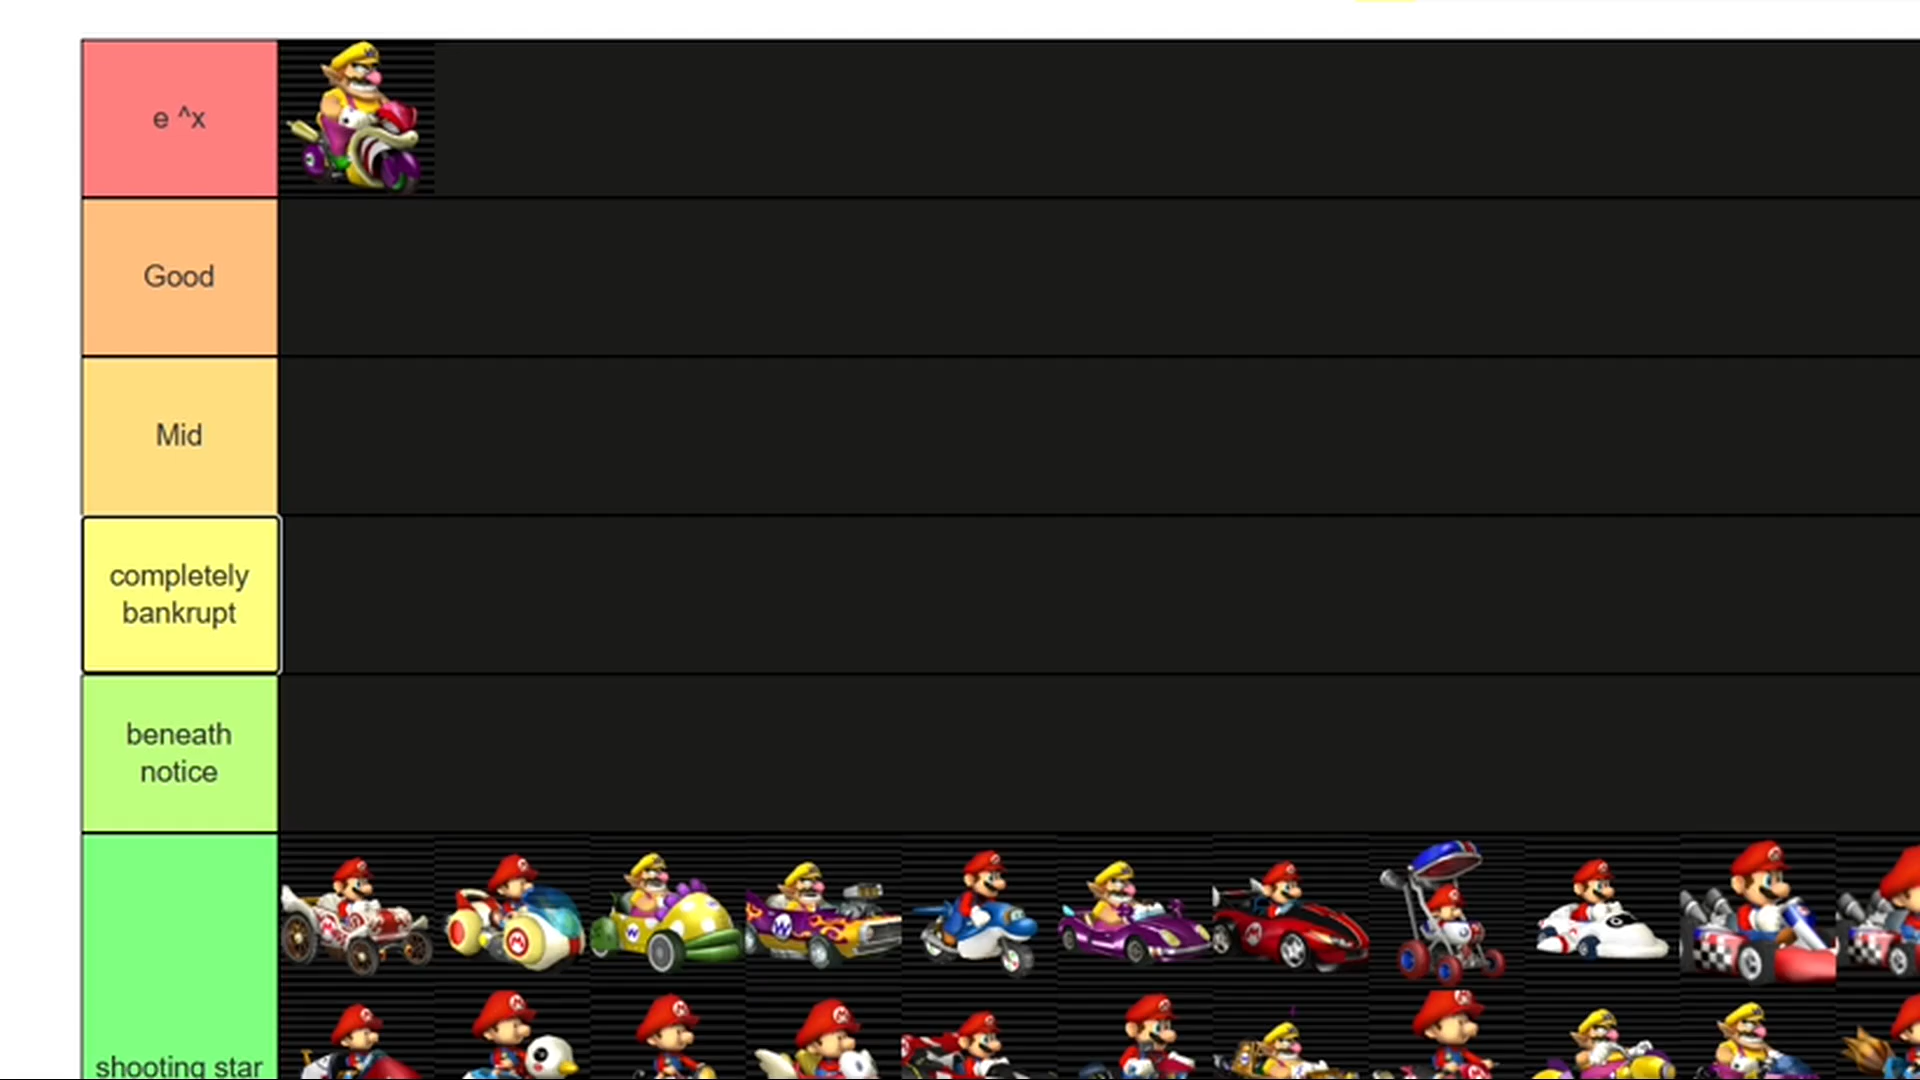 e ^x
Good
Mid
completely
bankrupt
beneath
notice
shooting star